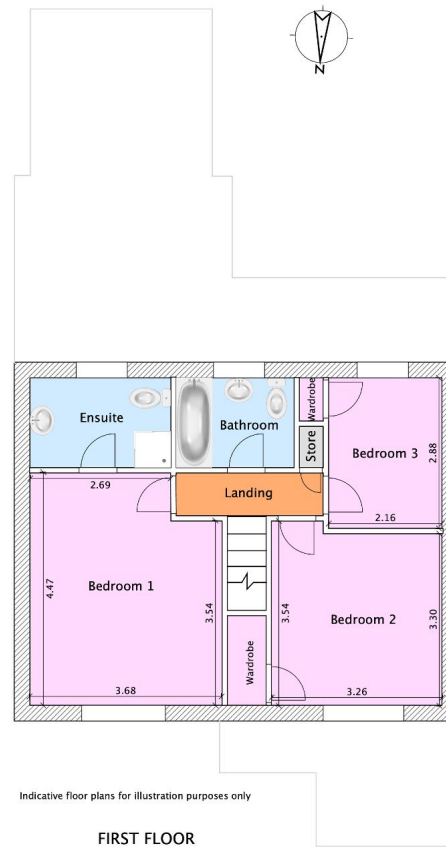 N
Ensuite
Bathroom
Wardrobe
Store
Bedroom 3
2.88
2.69
Landing
2.16
4.47
Bedroom 1
3.54
3.54
Bedroom 2
3.30
Wardrobe
3.68
3.26
Indicative floor plans for illustration purposes only
FIRST FLOOR